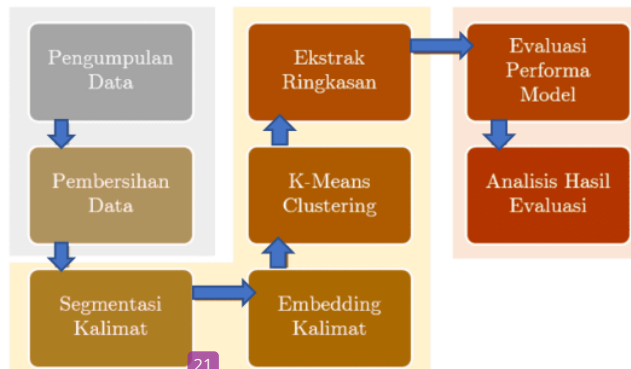 Pengumpulan
Data
Pembersihan
Data
Segmentasi
Kalimat
Embedding
Kalimat
K-Means
Clustering
Ekstrak
Ringkasan
Evaluasi
Performa
Model
Analisis Hasil
Evaluasi
21